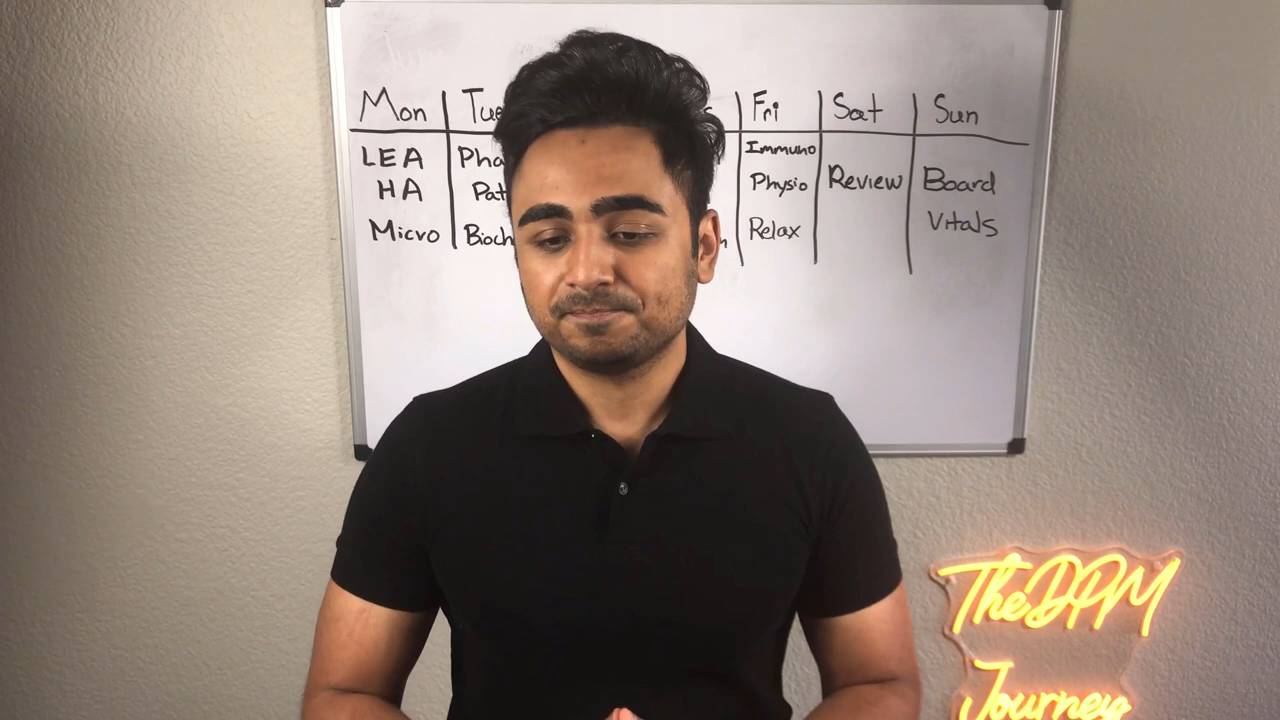 Mon Tue Fri Sat Sun
LEA Pha Immuno
HA Pat Physio Review Board
Micro Bioch Relax Vitals
TheDPM
Journey